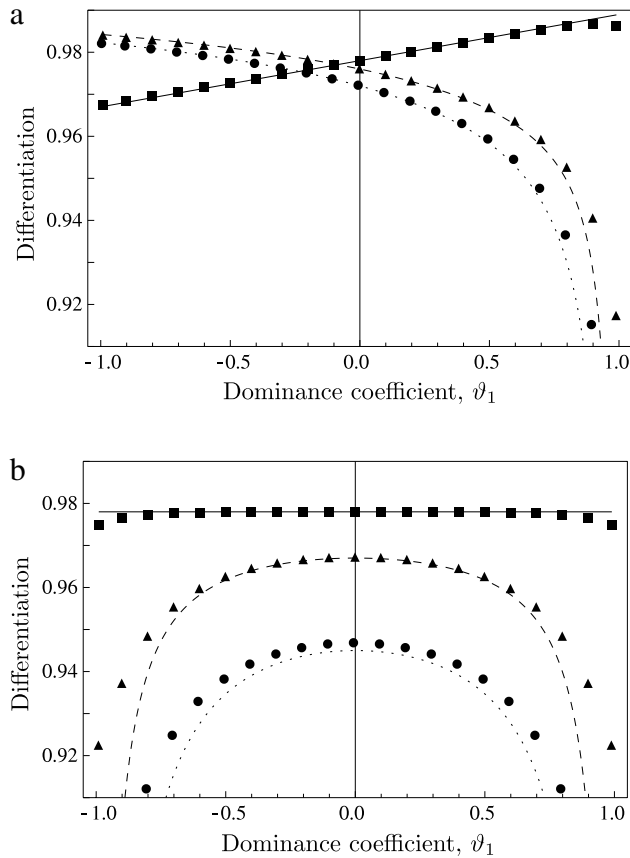 a
0.98
0.96
0.94
0.92
Differentiation
-1.0 -0.5 0.0 0.5 1.0
Dominance coefficient, ϑ1
b
0.98
0.96
0.94
0.92
Differentiation
-1.0 -0.5 0.0 0.5 1.0
Dominance coefficient, ϑ1